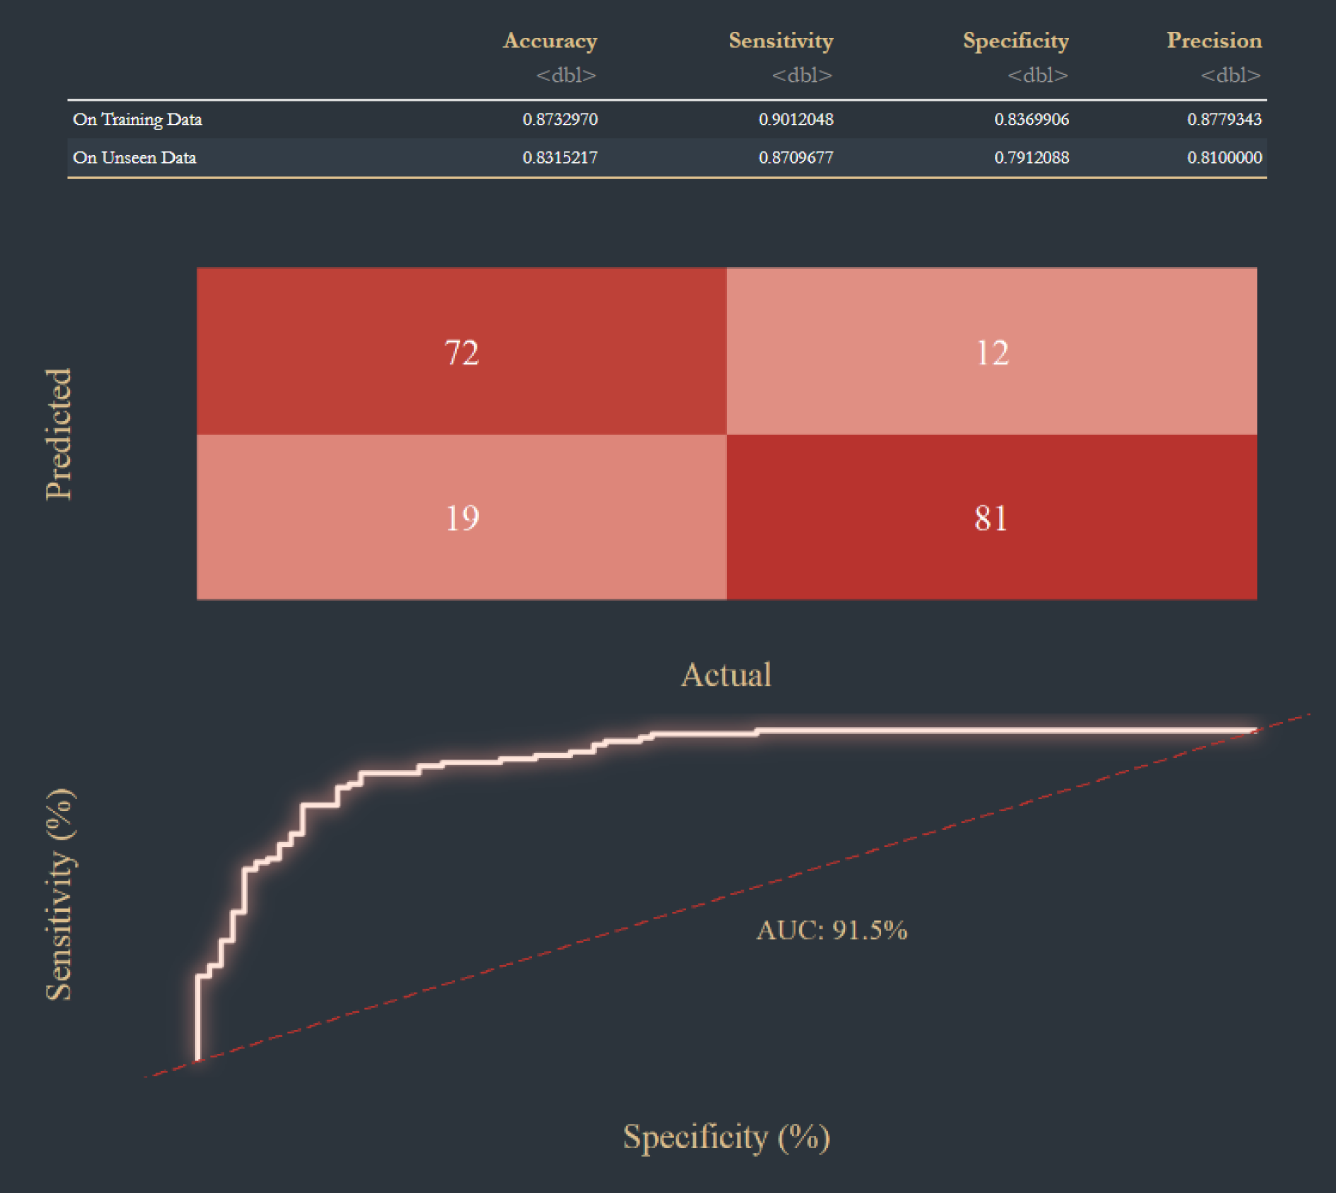 Accuracy Sensitivity Specificity Precision
<dbl> <dbl> <dbl> <dbl>
On Training Data 0.8732970 0.9012048 0.8369906 0.8779343
On Unseen Data 0.8315217 0.8709677 0.7912088 0.8100000
Predicted
72 12
19 81
Actual
Sensitivity (%)
AUC: 91.5%
Specificity (%)